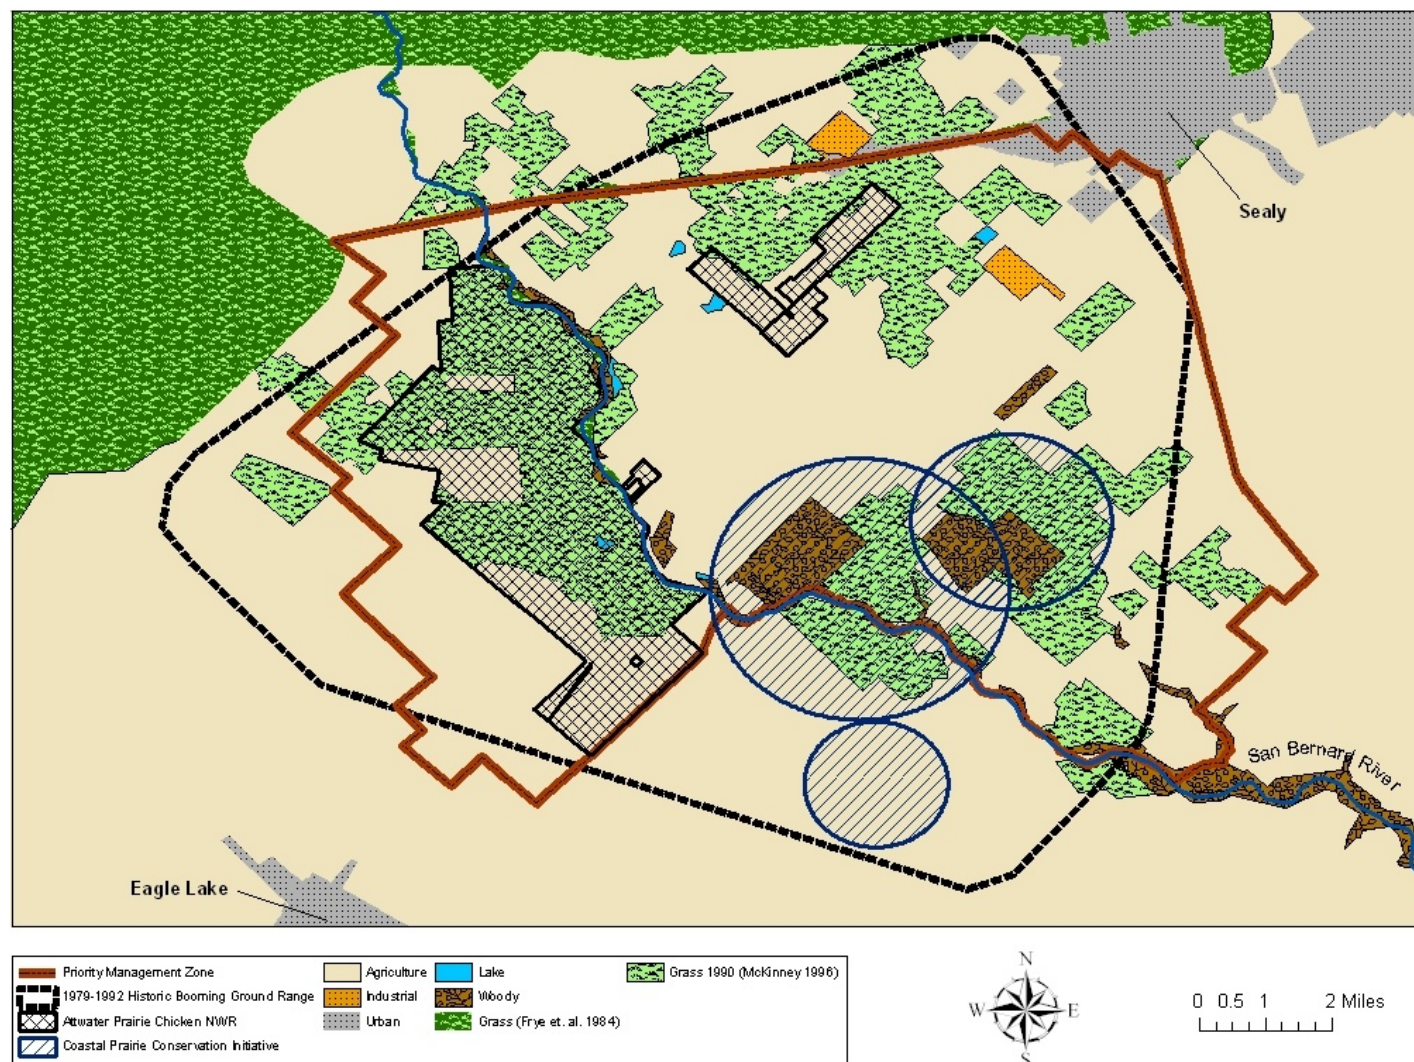 Sealy
San Bernard River
Eagle Lake
Priority Management Zone
1979-1992 Historic Booming Ground Range
Attwater Prairie Chicken NWR
Coastal Prairie Conservation Initiative
Agriculture
Industrial
Urban
Lake
Woody
Grass (Frye et. al. 1984)
Grass 1990 (McKinney 1996)
N
W E
S
0 0.5 1 2 Miles